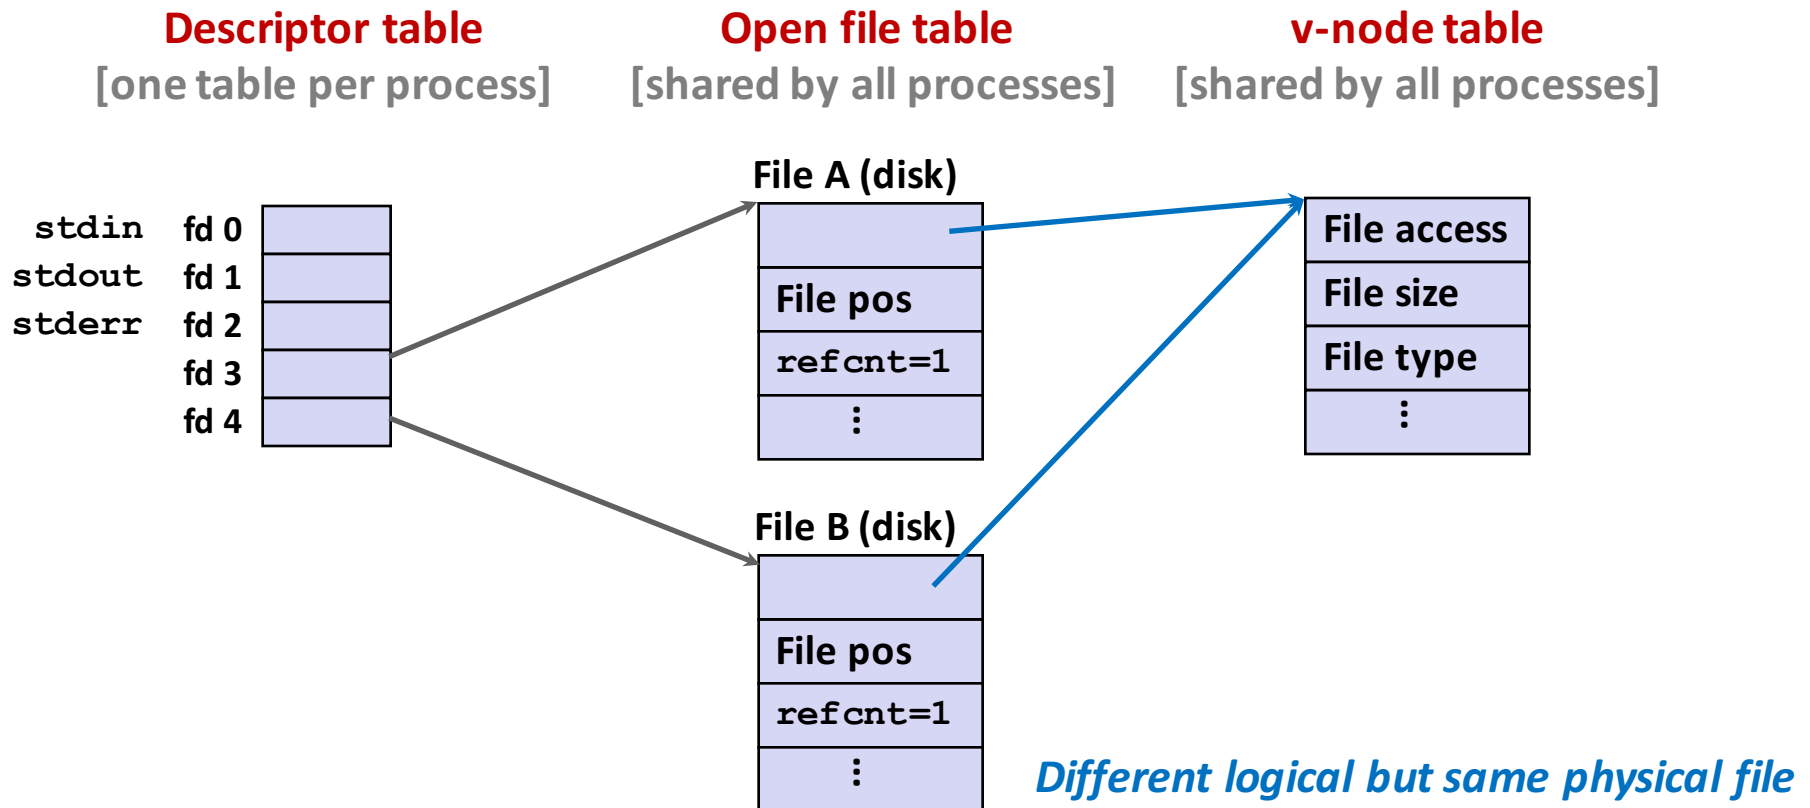 Descriptor table
[one table per process]
Open file table
[shared by all processes]
v-node table
[shared by all processes]
stdin fd 0
stdout fd 1
stderr fd 2
fd 3
fd 4
File A (disk)
File pos
refcnt=1
⋮
File B (disk)
File pos
refcnt=1
⋮
File access
File size
File type
⋮
Different logical but same physical file